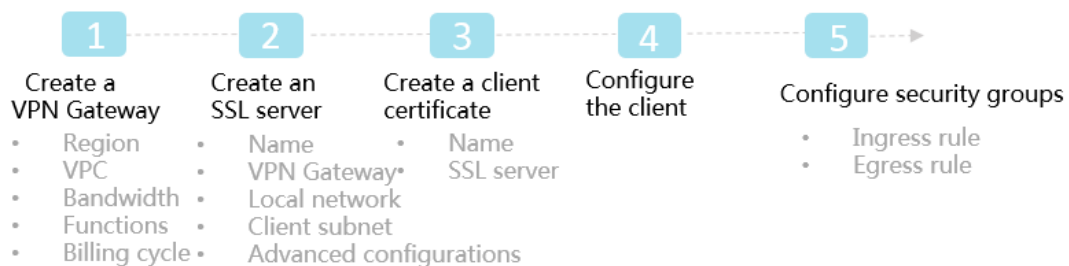 1
Create a
VPN Gateway
• Region
• VPC
• Bandwidth
• Functions
• Billing cycle
2
Create an
SSL server
• Name
• VPN Gateway
• Local network
• Client subnet
• Advanced configurations
3
Create a client
certificate
• Name
• SSL server
4
Configure
the client
5
Configure security groups
• Ingress rule
• Egress rule